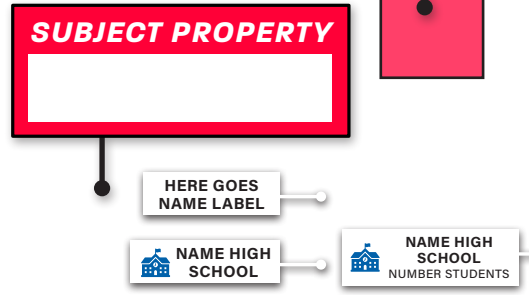 SUBJECT PROPERTY
HERE GOES
NAME LABEL
NAME HIGH
SCHOOL
NAME HIGH
SCHOOL
NUMBER STUDENTS